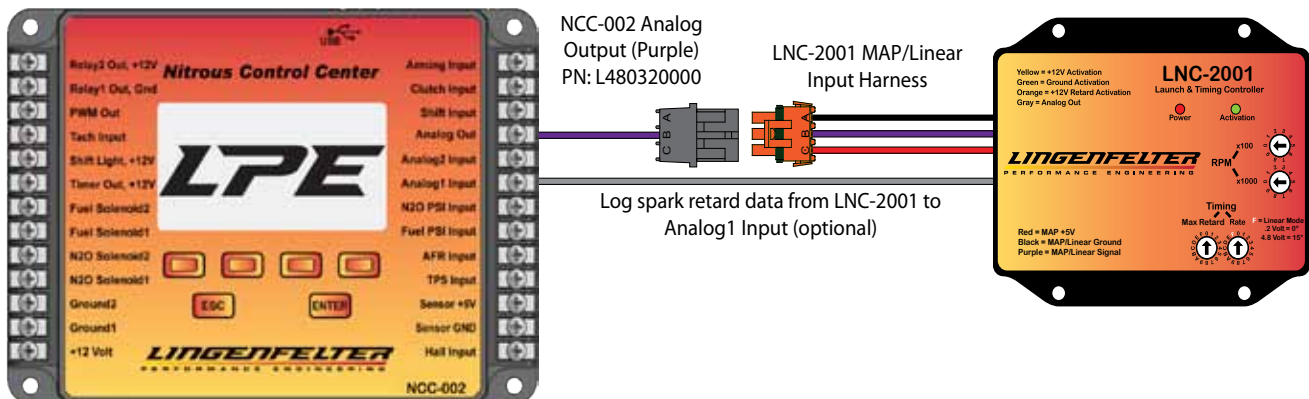 USB
Nitrous Control Center
Relay2 Out, +12V
Relay1 Out, Gnd
PWM Out
Tach Input
Shift Light, +12V
Timer Out, +12V
Fuel Solenoid2
Fuel Solenoid1
N2O Solenoid2
N2O Solenoid1
Ground2
Ground1
+12 Volt
LPE
Arming Input
Clutch Input
Shift Input
Analog Out
Analog2 Input
Analog1 Input
N2O PSI Input
Fuel PSI Input
AFR Input
TPS Input
Sensor +5V
Sensor GND
Hall Input
ESC
ENTER
LINGENFELTER
PERFORMANCE ENGINEERING
NCC-002
NCC-002 Analog
Output (Purple)
PN: L480320000
LNC-2001 MAP/Linear
Input Harness
A
B
C
A
B
C
Log spark retard data from LNC-2001 to
Analog1 Input (optional)
Yellow = +12V Activation
Green = Ground Activation
Orange = +12V Retard Activation
Gray = Analog Out
LNC-2001
Launch & Timing Controller
Power
Activation
LINGENFELTER
PERFORMANCE ENGINEERING
x100
RPM
x1000
Timing
Max Retard
Rate
F = Linear Mode
.2 Volt = 0°
4.8 Volt = 15°
Red = MAP +5V
Black = MAP/Linear Ground
Purple = MAP/Linear Signal